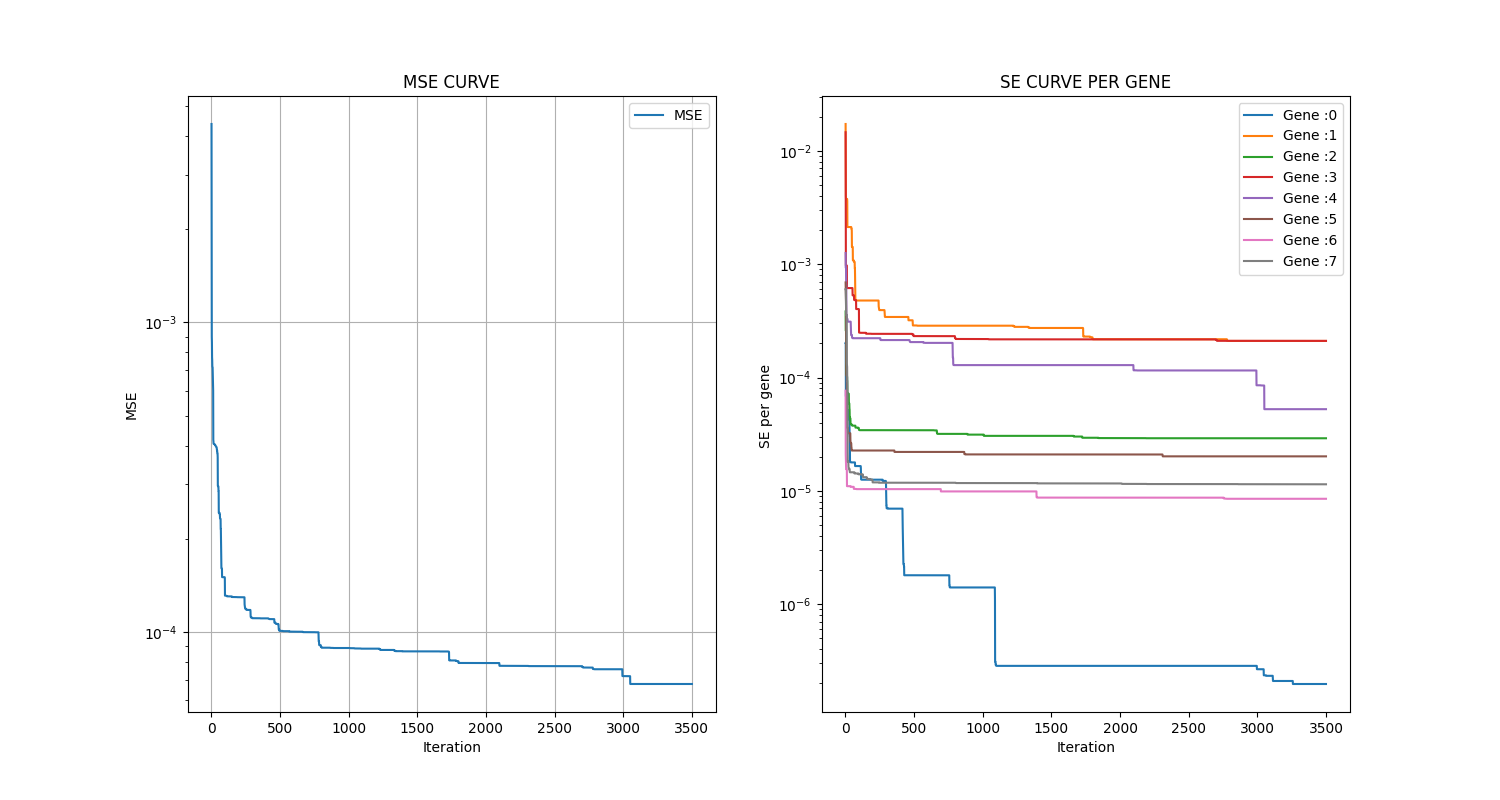 MSE CURVE
MSE
10⁻³
10⁻⁴
MSE
0 500 1000 1500 2000 2500 3000 3500
Iteration
SE CURVE PER GENE
Gene :0
Gene :1
Gene :2
Gene :3
Gene :4
Gene :5
Gene :6
Gene :7
10⁻²
10⁻³
10⁻⁴
10⁻⁵
10⁻⁶
SE per gene
0 500 1000 1500 2000 2500 3000 3500
Iteration